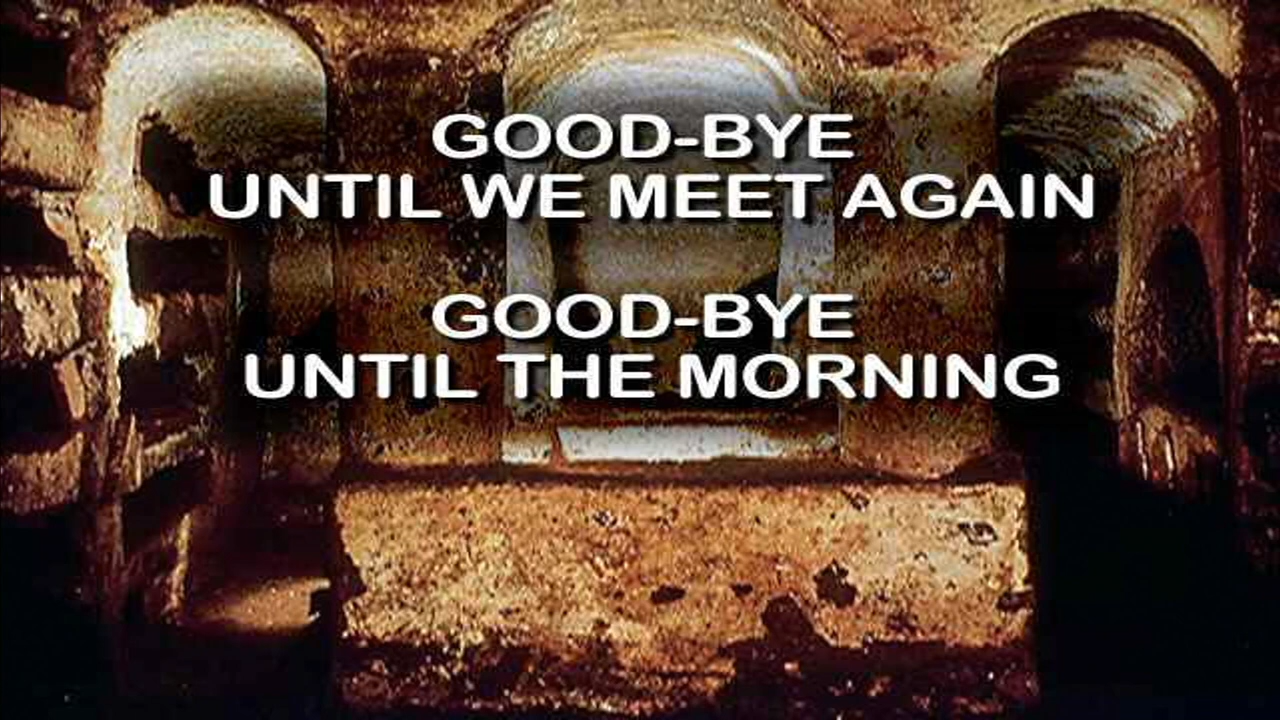 GOOD-BYE
UNTIL WE MEET AGAIN
GOOD-BYE
UNTIL THE MORNING